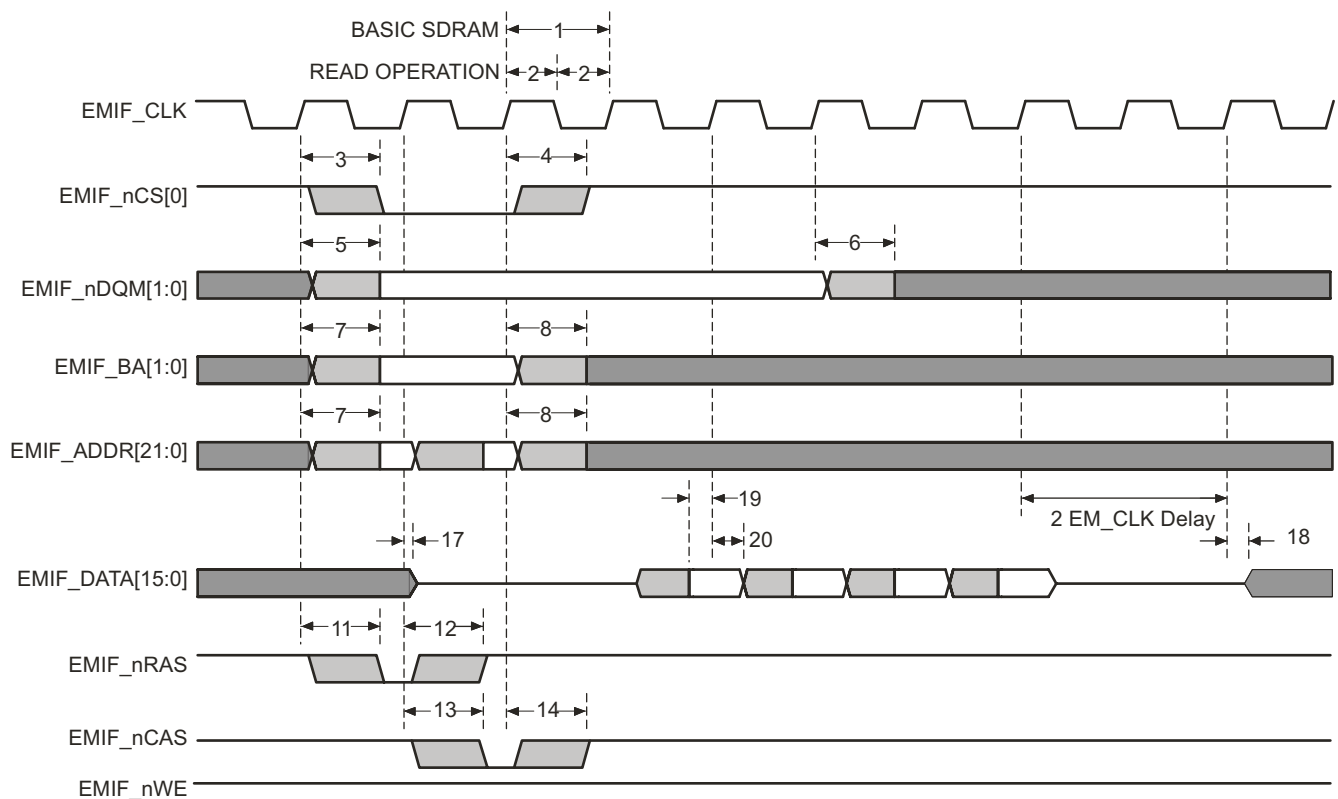 BASIC SDRAM
1
READ OPERATION
2
2
EMIF_CLK
3
4
EMIF_nCS[0]
5
6
EMIF_nDQM[1:0]
7
8
EMIF_BA[1:0]
7
8
EMIF_ADDR[21:0]
19
2 EM_CLK Delay
17
20
18
EMIF_DATA[15:0]
11
12
EMIF_nRAS
13
14
EMIF_nCAS
EMIF_nWE